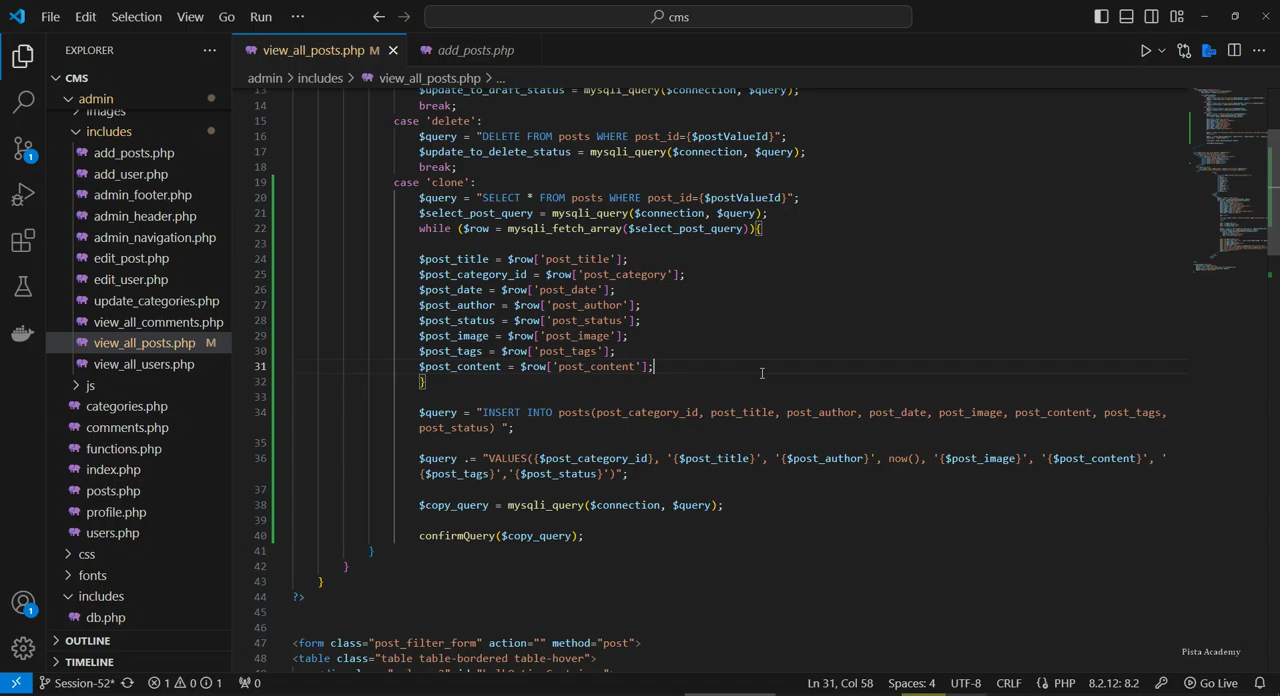 File Edit Selection View Go Run ··· cms
EXPLORER ···
view_all_posts.php M
add_posts.php
CMS
admin > includes > view_all_posts.php > ...
admin
images
includes
add_posts.php
add_user.php
admin_footer.php
admin_header.php
admin_navigation.php
edit_post.php
edit_user.php
update_categories.php
view_all_comments.php
view_all_posts.php M
view_all_users.php
js
categories.php
comments.php
functions.php
index.php
posts.php
profile.php
users.php
css
fonts
includes
db.php
OUTLINE
TIMELINE
1
1
13 $update_to_draft_status = mysqli_query($connection, $query);
14 break;
15 case 'delete':
16 $query = "DELETE FROM posts WHERE post_id={$postValueId}";
17 $update_to_delete_status = mysqli_query($connection, $query);
18 break;
19 case 'clone':
20 $query = "SELECT * FROM posts WHERE post_id={$postValueId}";
21 $select_post_query = mysqli_query($connection, $query);
22 while ($row = mysqli_fetch_array($select_post_query)){
23
24 $post_title = $row['post_title'];
25 $post_category_id = $row['post_category'];
26 $post_date = $row['post_date'];
27 $post_author = $row['post_author'];
28 $post_status = $row['post_status'];
29 $post_image = $row['post_image'];
30 $post_tags = $row['post_tags'];
31 $post_content = $row['post_content'];
32 }
33
34 $query = "INSERT INTO posts(post_category_id, post_title, post_author, post_date, post_image, post_content, post_tags,
post_status) ";
35
36 $query .= "VALUES({$post_category_id}, '{$post_title}', '{$post_author}', now(), '{$post_image}', '{$post_content}', '
{$post_tags}','{$post_status}')";
37
38 $copy_query = mysqli_query($connection, $query);
39
40 confirmQuery($copy_query);
41 }
42 }
43 }
44 ?>
45
46
47 <form class="post_filter_form" action="" method="post">
48 <table class="table table-bordered table-hover">
Pista Academy
Session-52* 0 0 1 0 Ln 31, Col 58 Spaces: 4 UTF-8 CRLF PHP 8.2.12: 8.2 Go Live